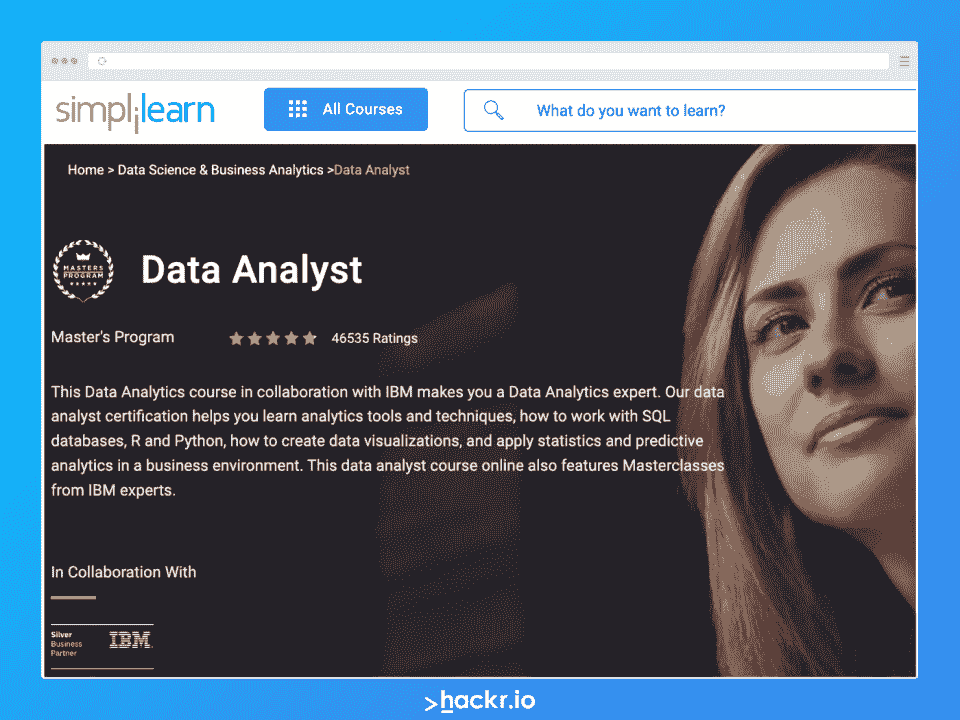 simplilearn
All Courses
What do you want to learn?
Home > Data Science & Business Analytics >Data Analyst
MASTERS
PROGRAM
Data Analyst
Master's Program
46535 Ratings
This Data Analytics course in collaboration with IBM makes you a Data Analytics expert. Our data
analyst certification helps you learn analytics tools and techniques, how to work with SQL
databases, R and Python, how to create data visualizations, and apply statistics and predictive
analytics in a business environment. This data analyst course online also features Masterclasses
from IBM experts.
In Collaboration With
Silver
Business
Partner
IBM
>hackr.io